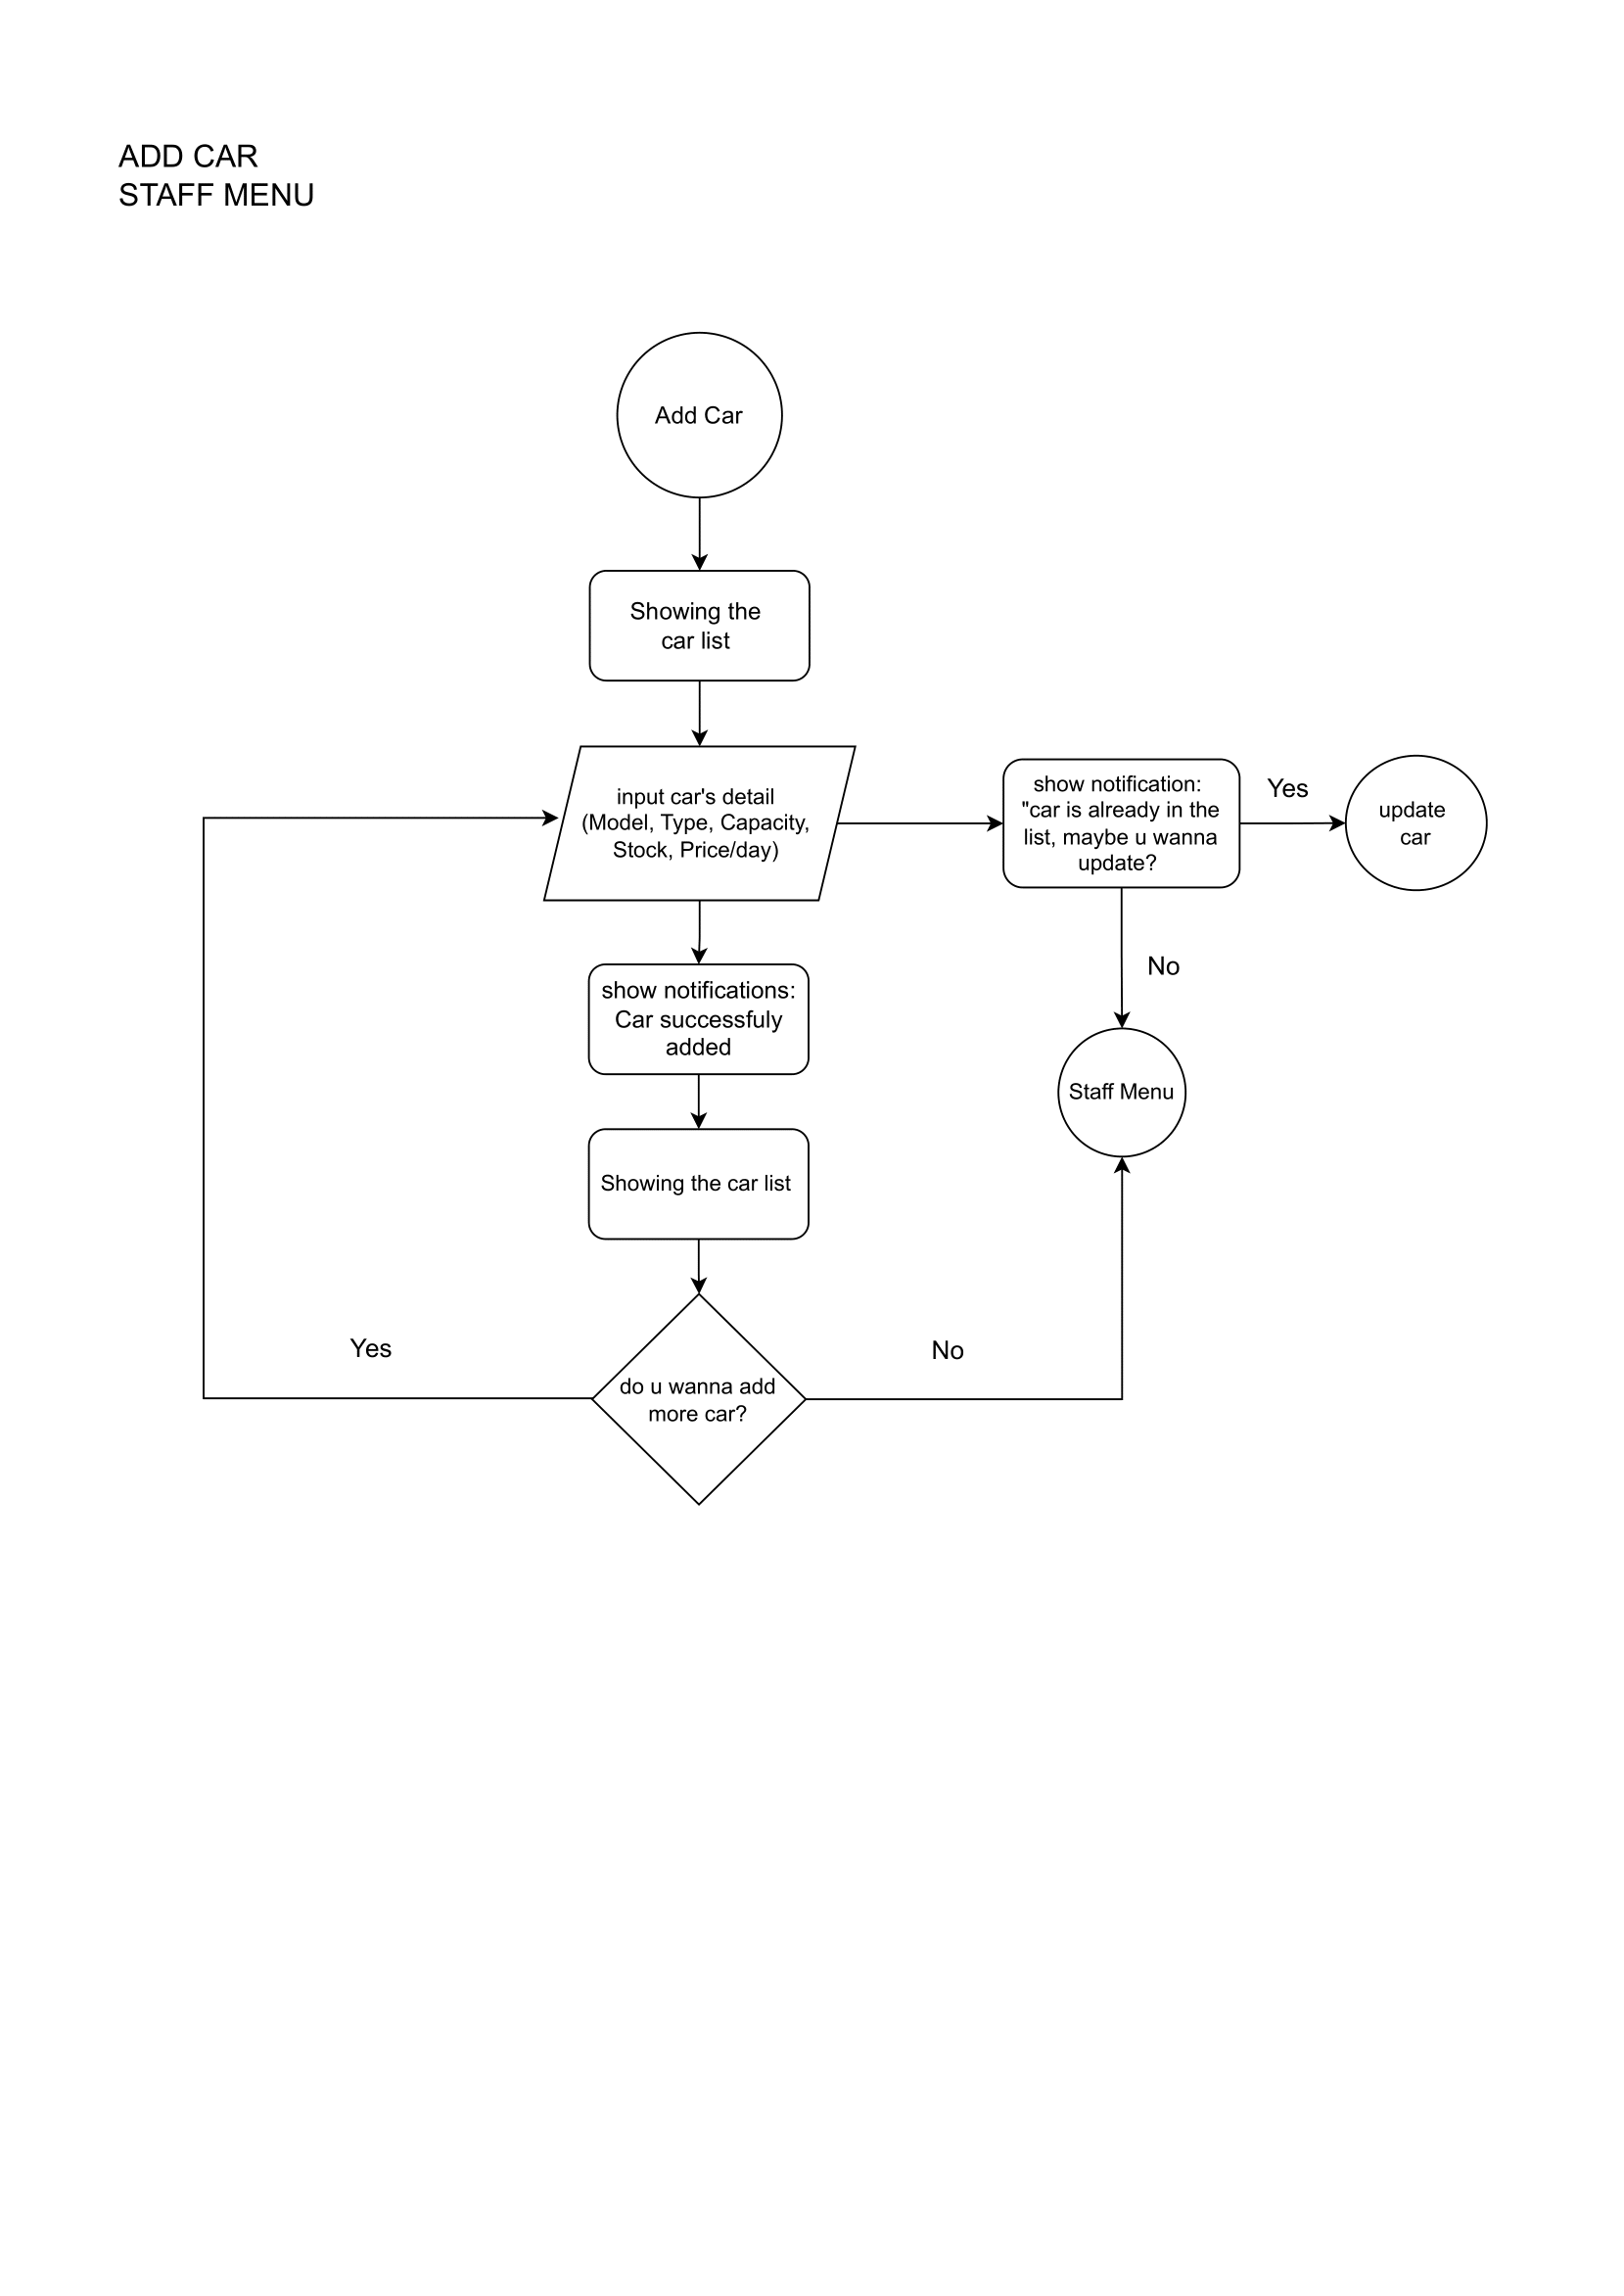 ADD CAR
STAFF MENU
Add Car
Showing the
car list
input car's detail
(Model, Type, Capacity,
Stock, Price/day)
show notification:
"car is already in the
list, maybe u wanna
update?
Yes
update
car
No
show notifications:
Car successfuly
added
Staff Menu
Showing the car list
Yes
No
do u wanna add
more car?